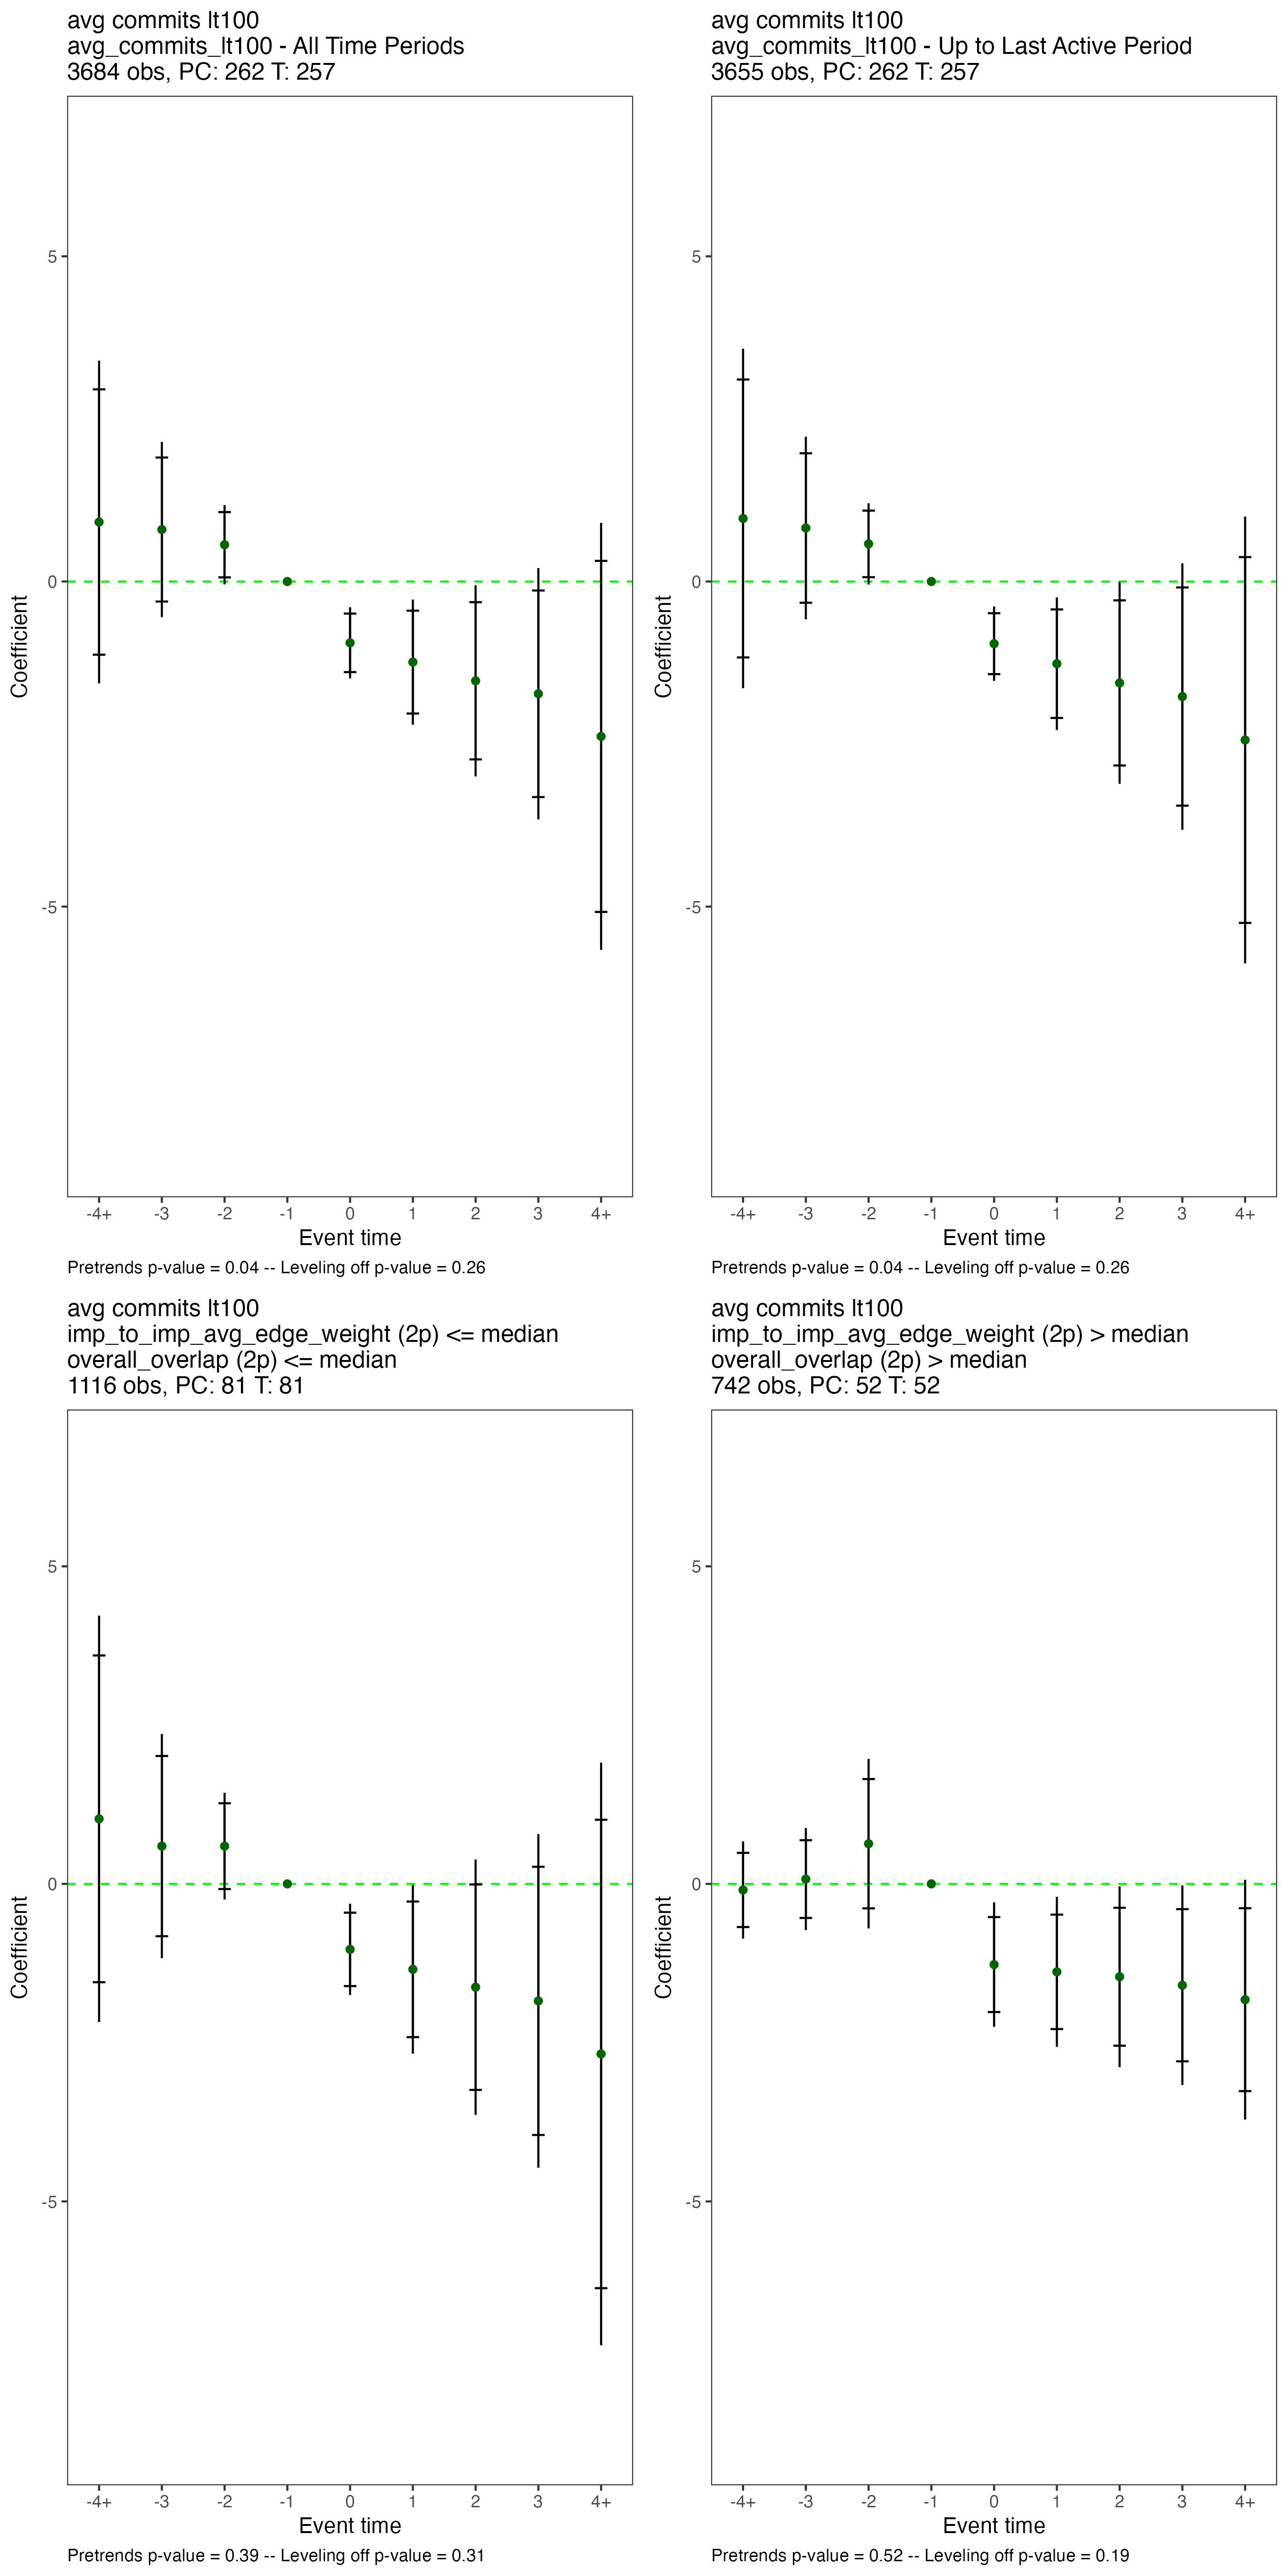 avg commits lt100
avg_commits_lt100 - All Time Periods
3684 obs, PC: 262 T: 257
5
0
-5
Coefficient
-4+ -3 -2 -1 0 1 2 3 4+
Event time
Pretrends p-value = 0.04 -- Leveling off p-value = 0.26
avg commits lt100
avg_commits_lt100 - Up to Last Active Period
3655 obs, PC: 262 T: 257
5
0
-5
Coefficient
-4+ -3 -2 -1 0 1 2 3 4+
Event time
Pretrends p-value = 0.04 -- Leveling off p-value = 0.26
avg commits lt100
imp_to_imp_avg_edge_weight (2p) <= median
overall_overlap (2p) <= median
1116 obs, PC: 81 T: 81
5
0
-5
Coefficient
-4+ -3 -2 -1 0 1 2 3 4+
Event time
Pretrends p-value = 0.39 -- Leveling off p-value = 0.31
avg commits lt100
imp_to_imp_avg_edge_weight (2p) > median
overall_overlap (2p) > median
742 obs, PC: 52 T: 52
5
0
-5
Coefficient
-4+ -3 -2 -1 0 1 2 3 4+
Event time
Pretrends p-value = 0.52 -- Leveling off p-value = 0.19